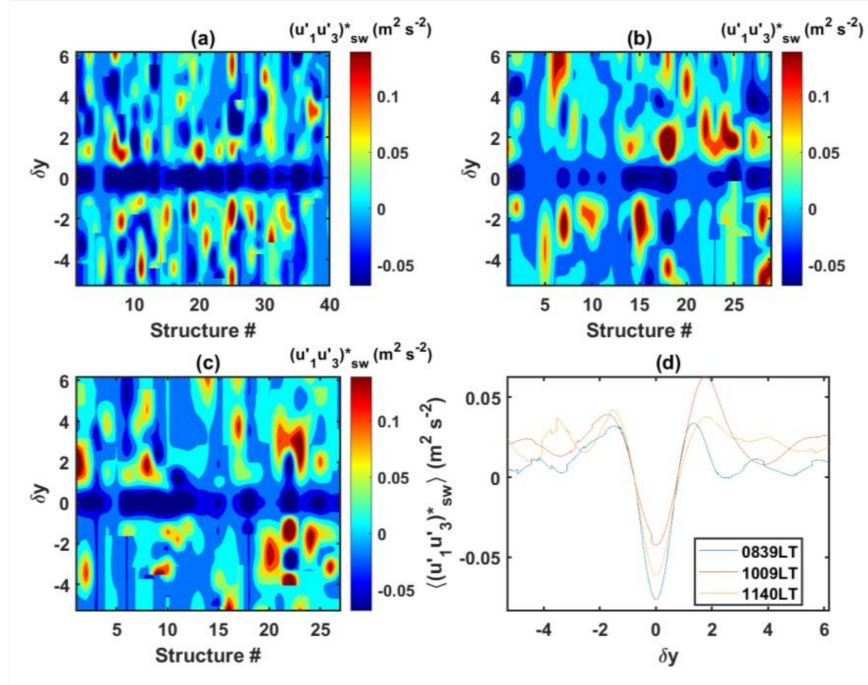 (a)
(u'1u'3)*sw (m2 s-2)
6
4
2
0
-2
-4
δy
10
20
30
40
Structure #
0.1
0.05
0
-0.05
(b)
(u'1u'3)*sw (m2 s-2)
6
4
2
0
-2
-4
δy
5
10
15
20
25
Structure #
0.1
0.05
0
-0.05
(c)
(u'1u'3)*sw (m2 s-2)
6
4
2
0
-2
-4
δy
5
10
15
20
25
Structure #
0.1
0.05
0
-0.05
(d)
⟨(u'1u'3)*sw⟩ (m2 s-2)
0.05
0
-0.05
-4
-2
0
2
4
6
δy
0839LT
1009LT
1140LT